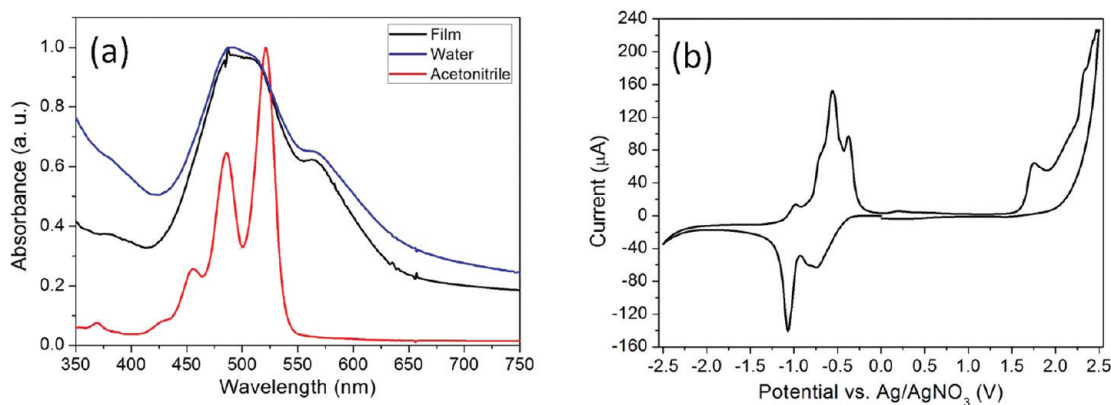 (a)
Film
Water
Acetonitrile
Absorbance (a. u.)
1.0
0.8
0.6
0.4
0.2
0.0
350 400 450 500 550 600 650 700 750
Wavelength (nm)
(b)
Current (μA)
240
200
160
120
80
40
0
-40
-80
-120
-160
-2.5 -2.0 -1.5 -1.0 -0.5 0.0 0.5 1.0 1.5 2.0 2.5
Potential vs. Ag/AgNO₃ (V)